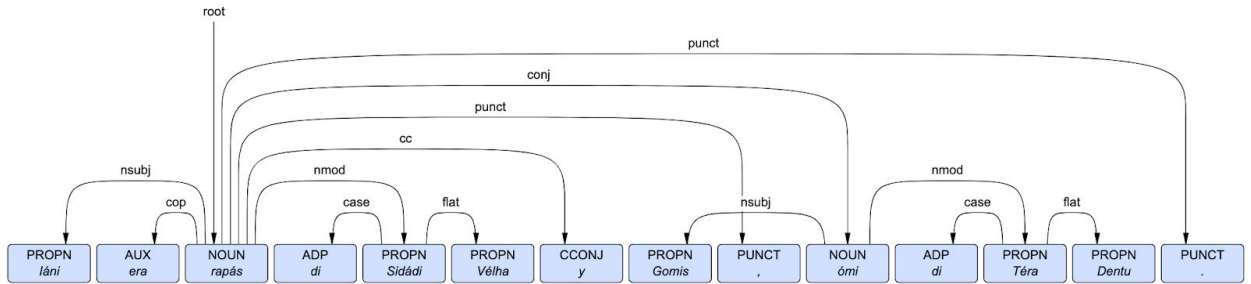 root
punct
conj
punct
cc
nsubj nmod nmod
cop case flat nsubj case flat
PROPN AUX NOUN ADP PROPN PROPN CCONJ PROPN PUNCT NOUN ADP PROPN PROPN PUNCT
Iáni era rapás di Sidádi Vélha y Gomis , ómi di Téra Dentu .